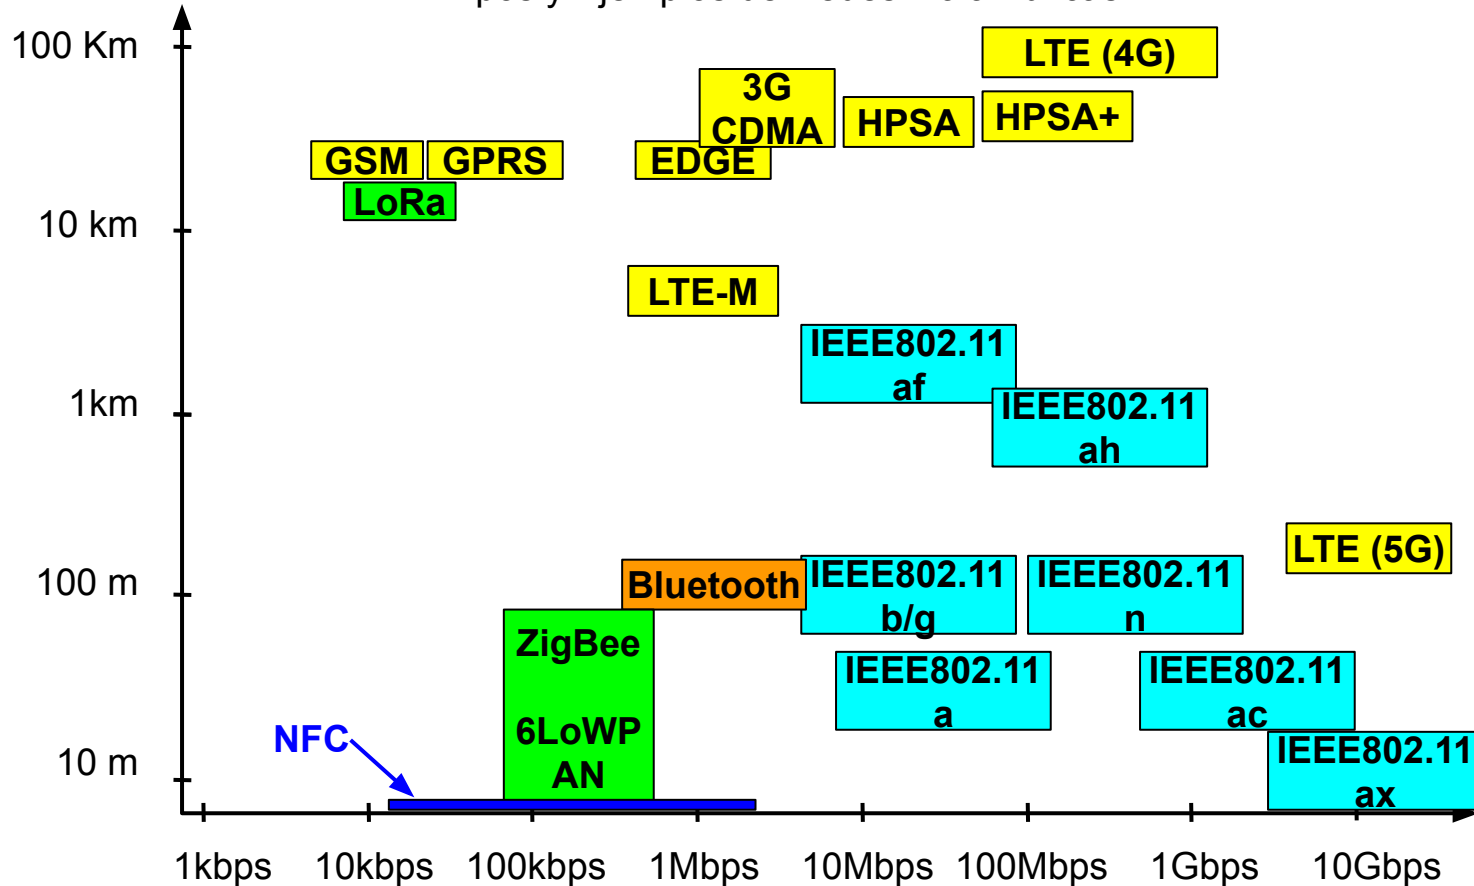 100 Km
LTE (4G)
3G
CDMA
HPSA
HPSA+
GSM
GPRS
EDGE
LoRa
10 km
LTE-M
IEEE802.11
af
1km
IEEE802.11
ah
LTE (5G)
100 m
Bluetooth
IEEE802.11
b/g
IEEE802.11
n
ZigBee
6LoWP
AN
IEEE802.11
a
IEEE802.11
ac
NFC
10 m
IEEE802.11
ax
1kbps
10kbps
100kbps
1Mbps
10Mbps
100Mbps
1Gbps
10Gbps